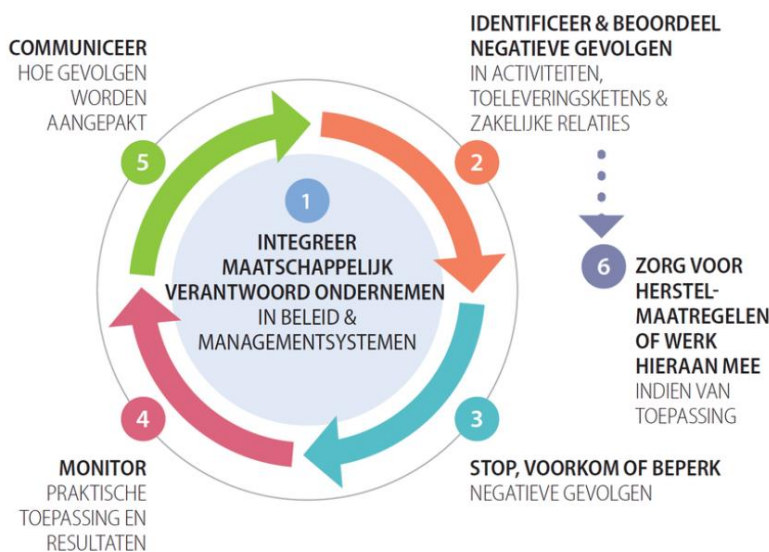 1
INTEGREER
MAATSCHAPPELIJK
VERANTWOORD ONDERNEMEN
IN BELEID &
MANAGEMENTSYSTEMEN
2
IDENTIFICEER & BEOORDEEL
NEGATIEVE GEVOLGEN
IN ACTIVITEITEN,
TOELEVERINGSKETENS &
ZAKELIJKE RELATIES
3
STOP, VOORKOM OF BEPERK
NEGATIEVE GEVOLGEN
4
MONITOR
PRAKTISCHE
TOEPASSING EN
RESULTATEN
5
COMMUNICEER
HOE GEVOLGEN
WORDEN
AANGEPAKT
6
ZORG VOOR
HERSTEL-
MAATREGELEN
OF WERK
HIERAAN MEE
INDIEN VAN
TOEPASSING